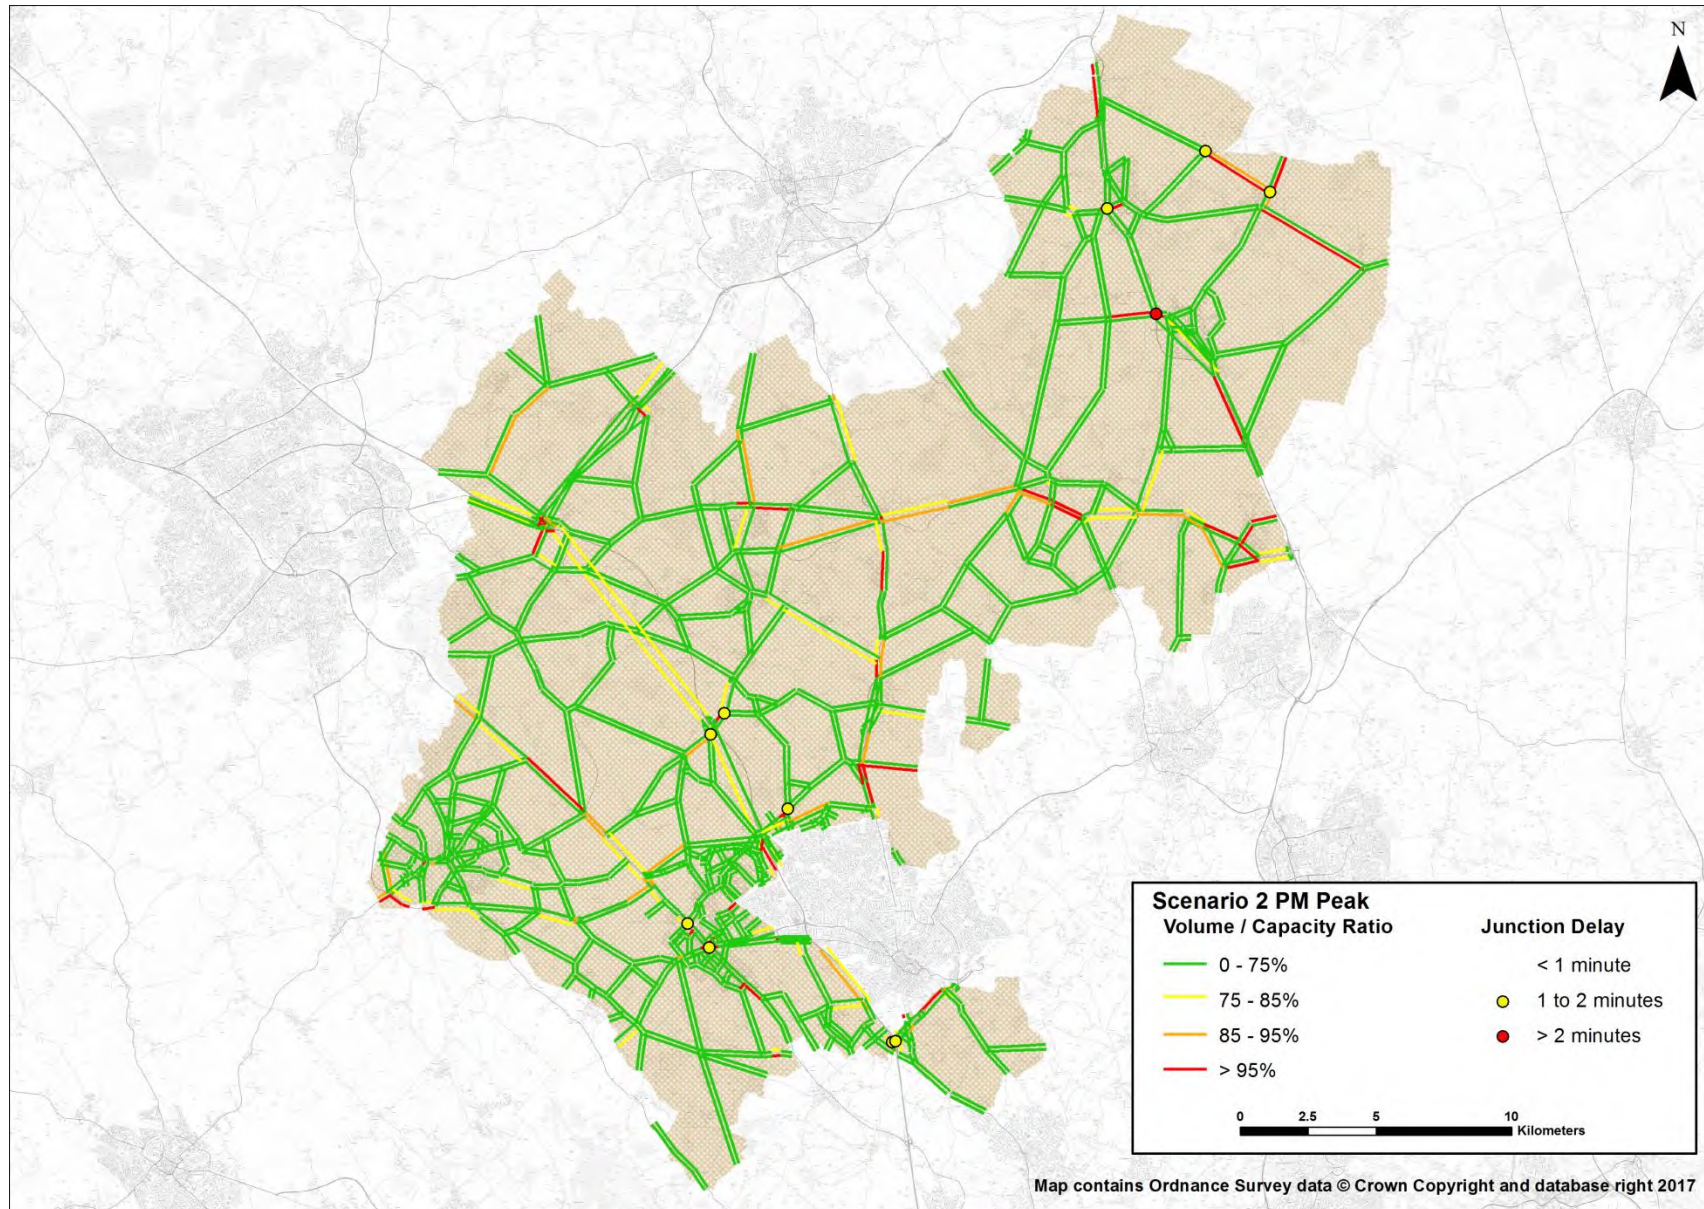 N
Scenario 2 PM Peak
Volume / Capacity Ratio
Junction Delay
0 - 75%
< 1 minute
75 - 85%
1 to 2 minutes
85 - 95%
> 2 minutes
> 95%
0 2.5 5 10
Kilometers
Map contains Ordnance Survey data © Crown Copyright and database right 2017